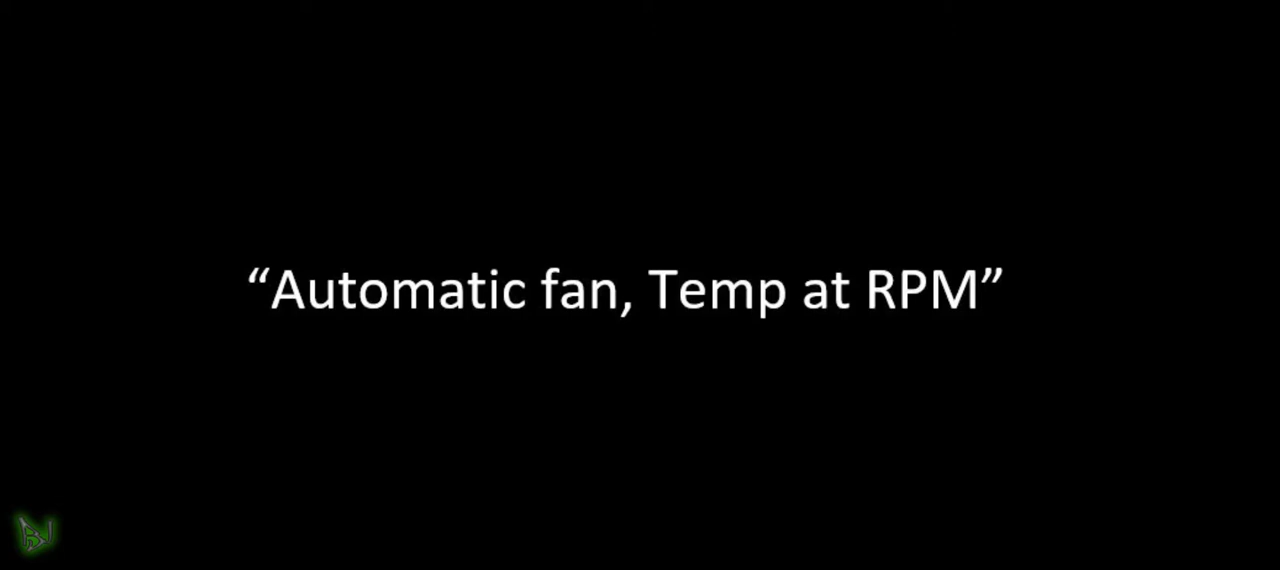 “Automatic fan, Temp at RPM”